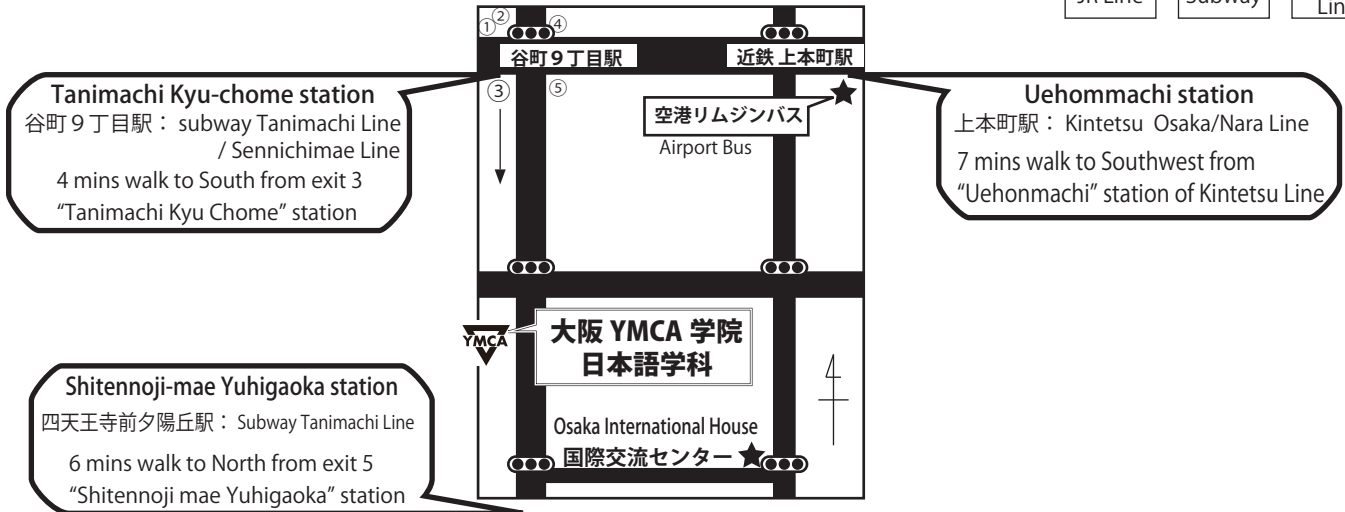 JR Line
Subway
Lin
②
①
④
谷町９丁目駅
近鉄 上本町駅
③
⑤
空港リムジンバス
Airport Bus
Tanimachi Kyu-chome station
谷町９丁目駅： subway Tanimachi Line
/ Sennichimae Line
4 mins walk to South from exit 3
“Tanimachi Kyu Chome” station
Uehommachi station
上本町駅： Kintetsu Osaka/Nara Line
7 mins walk to Southwest from
“Uehonmachi” station of Kintetsu Line
YMCA
大阪 YMCA 学院
日本語学科
Shitennoji-mae Yuhigaoka station
四天王寺前夕陽丘駅： Subway Tanimachi Line
6 mins walk to North from exit 5
“Shitennoji mae Yuhigaoka” station
Osaka International House
国際交流センター